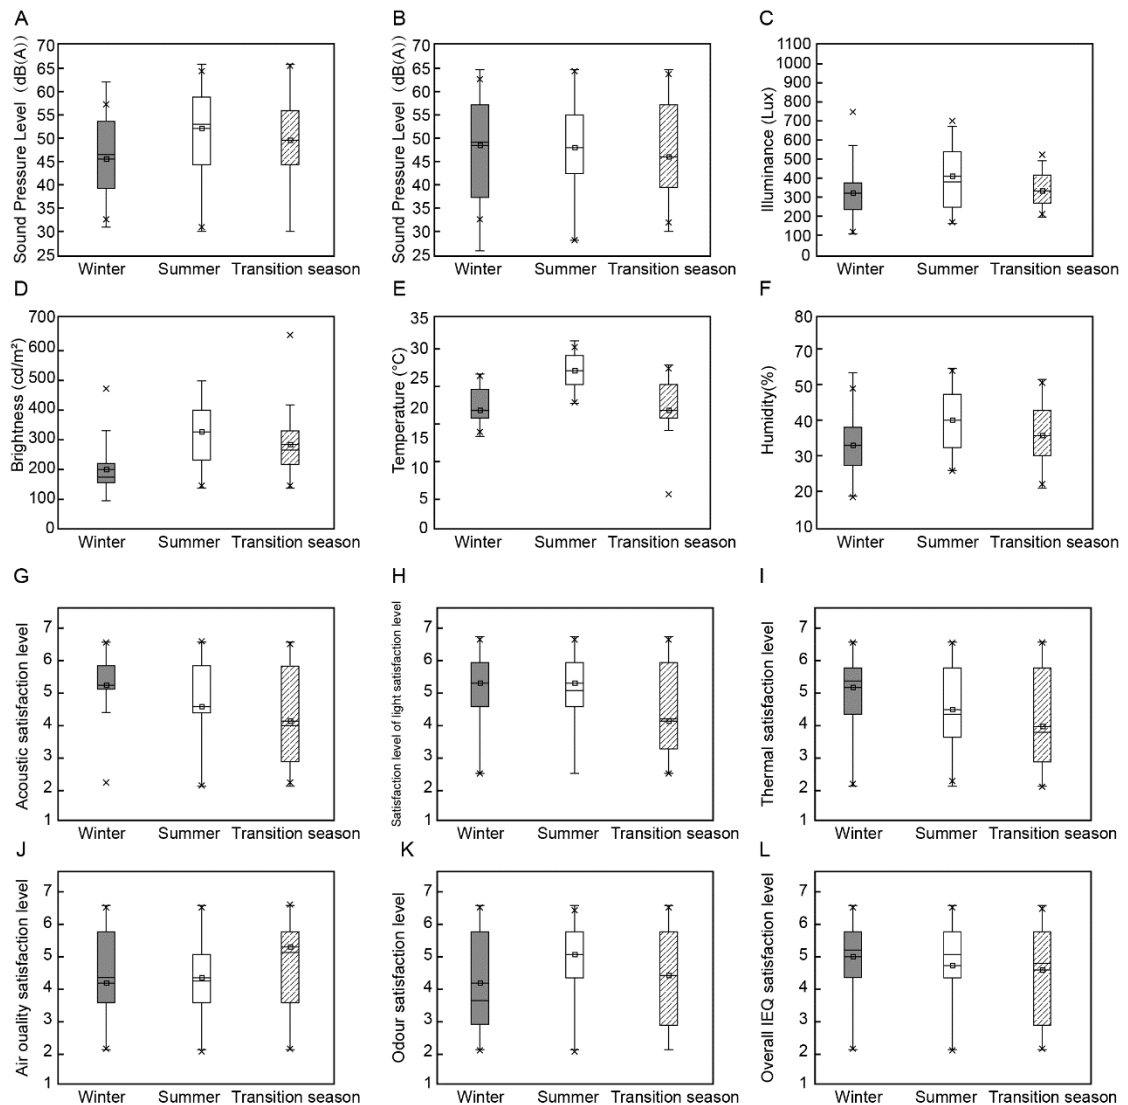 A
B
C
Sound Pressure Level（dB(A)）
70
65
60
55
50
45
40
35
30
25
Winter
Summer
Transition season
Sound Pressure Level（dB(A)）
70
65
60
55
50
45
40
35
30
25
Winter
Summer
Transition season
Illuminance (Lux)
1100
1000
900
800
700
600
500
400
300
200
100
0
Winter
Summer
Transition season
D
E
F
Brightness (cd/m²)
700
600
500
400
300
200
100
0
Winter
Summer
Transition season
Temperature (°C)
35
30
25
20
15
10
5
0
Winter
Summer
Transition season
Humidity(%)
80
70
50
40
30
20
10
Winter
Summer
Transition season
G
H
I
Acoustic satisfaction level
7
6
5
4
3
2
1
Winter
Summer
Transition season
Satisfaction level of light satisfaction level
7
6
5
4
3
2
1
Winter
Summer
Transition season
Thermal satisfaction level
7
6
5
4
3
2
1
Winter
Summer
Transition season
J
K
L
Air ouality satisfaction level
7
6
5
4
3
2
1
Winter
Summer
Transition season
Odour satisfaction level
7
6
5
4
3
2
1
Winter
Summer
Transition season
Overall IEQ satisfaction level
7
6
5
4
3
2
1
Winter
Summer
Transition season